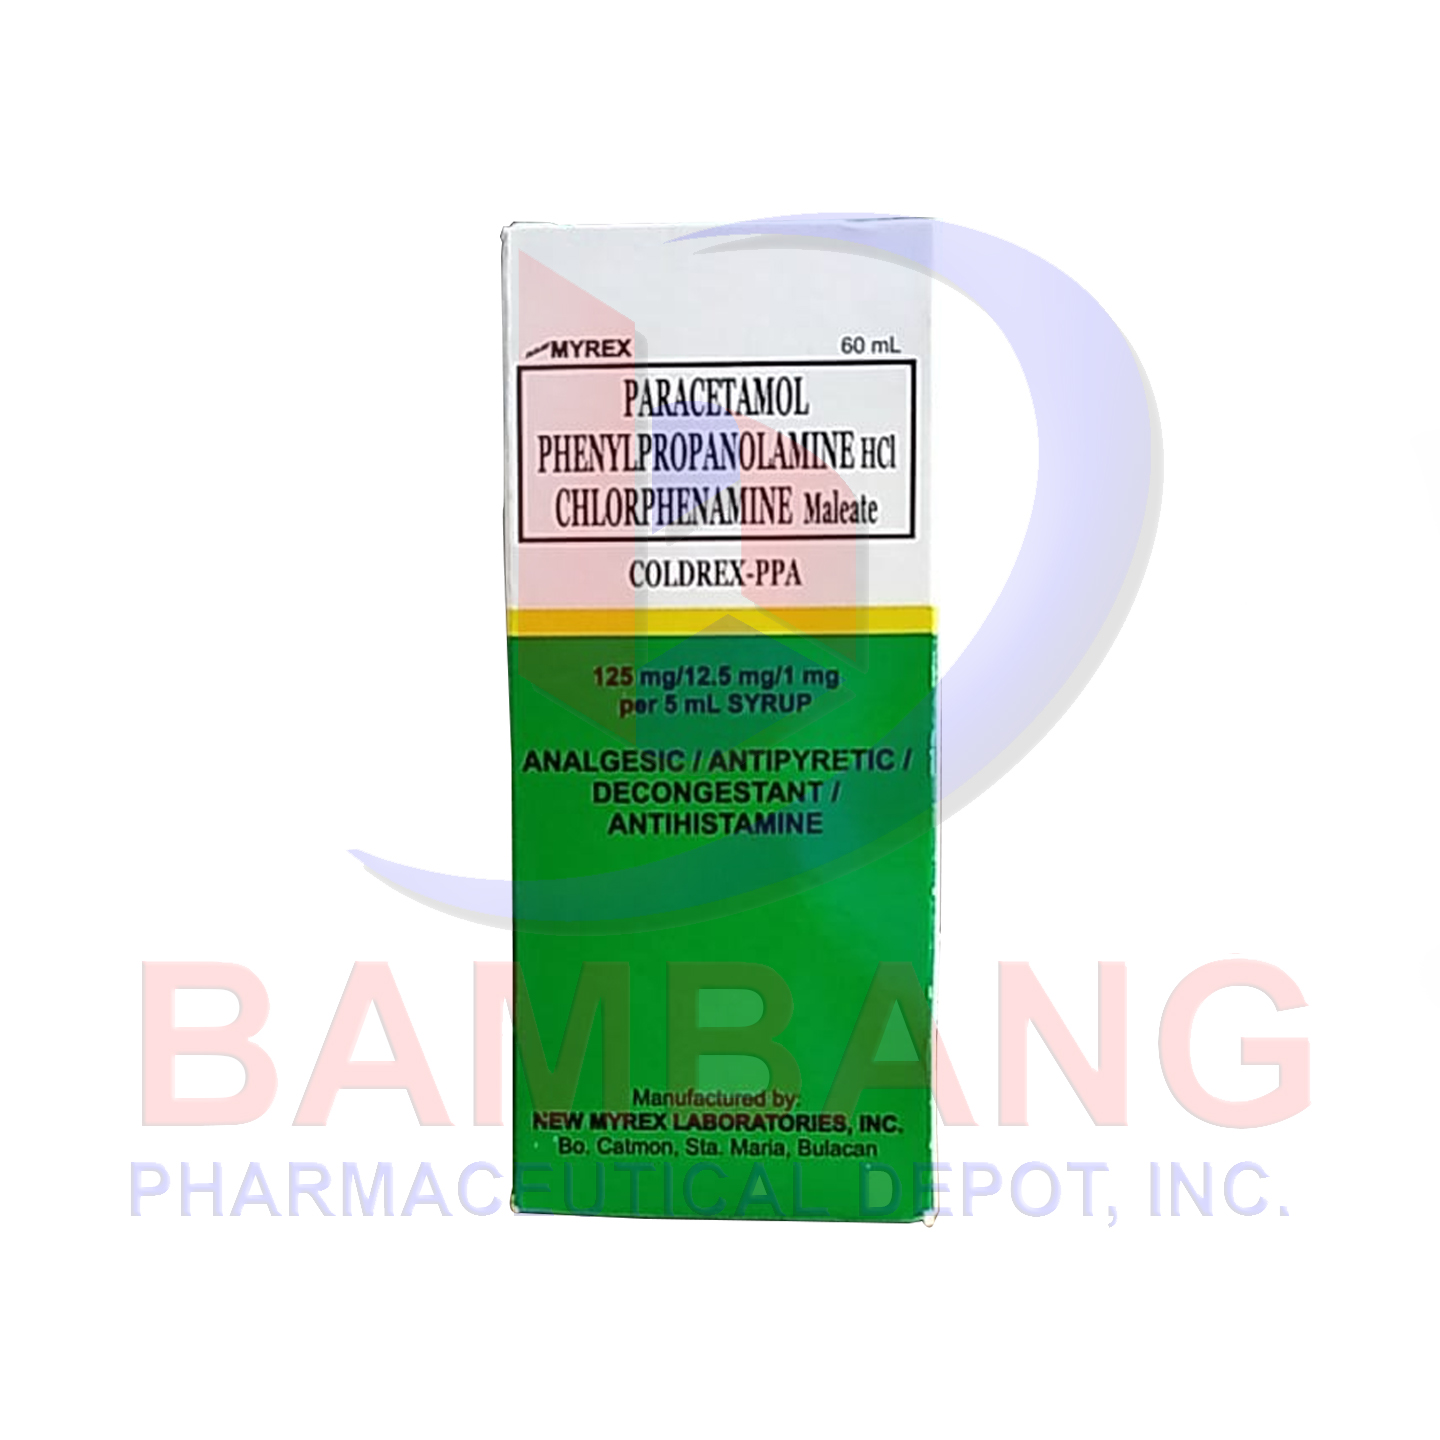 MYREX
60 mL
PARACETAMOL
PHENYLPROPANOLAMINE HCl
CHLORPHENAMINE Maleate
COLDREX-PPA
125 mg/12.5 mg/1 mg
per 5 mL SYRUP
ANALGESIC / ANTIPYRETIC /
DECONGESTANT /
ANTIHISTAMINE
BAMBANG
Manufactured by:
NEW MYREX LABORATORIES, INC.
Bo. Catmon, Sta. Maria, Bulacan
PHARMACEUTICAL DEPOT, INC.